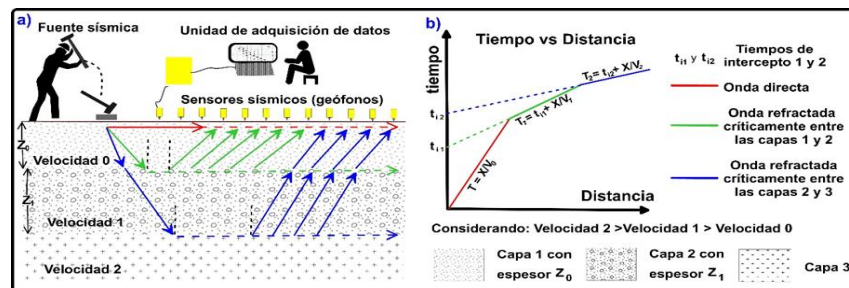 a)
Fuente sísmica
Unidad de adquisición de datos
Sensores sísmicos (geófonos)
Z₀
Velocidad 0
Z₁
Velocidad 1
Velocidad 2
b)
Tiempo vs Distancia
tiempo
t i 2
t i 1
T = X/V₀
T₁= tᵢ₁ + X/V₁
T₂= tᵢ₂ + X/V₂
Distancia
tᵢ₁ y tᵢ₂
Tiempos de
intercepto 1 y 2
Onda
directa
Onda refractada
críticamente entre
las capas 1 y 2
Onda refractada
críticamente entre
las capas 2 y 3
Considerando: Velocidad 2 >Velocidad 1 > Velocidad 0
Capa 1 con
espesor Z₀
Capa 2 con
espesor Z₁
Capa 3